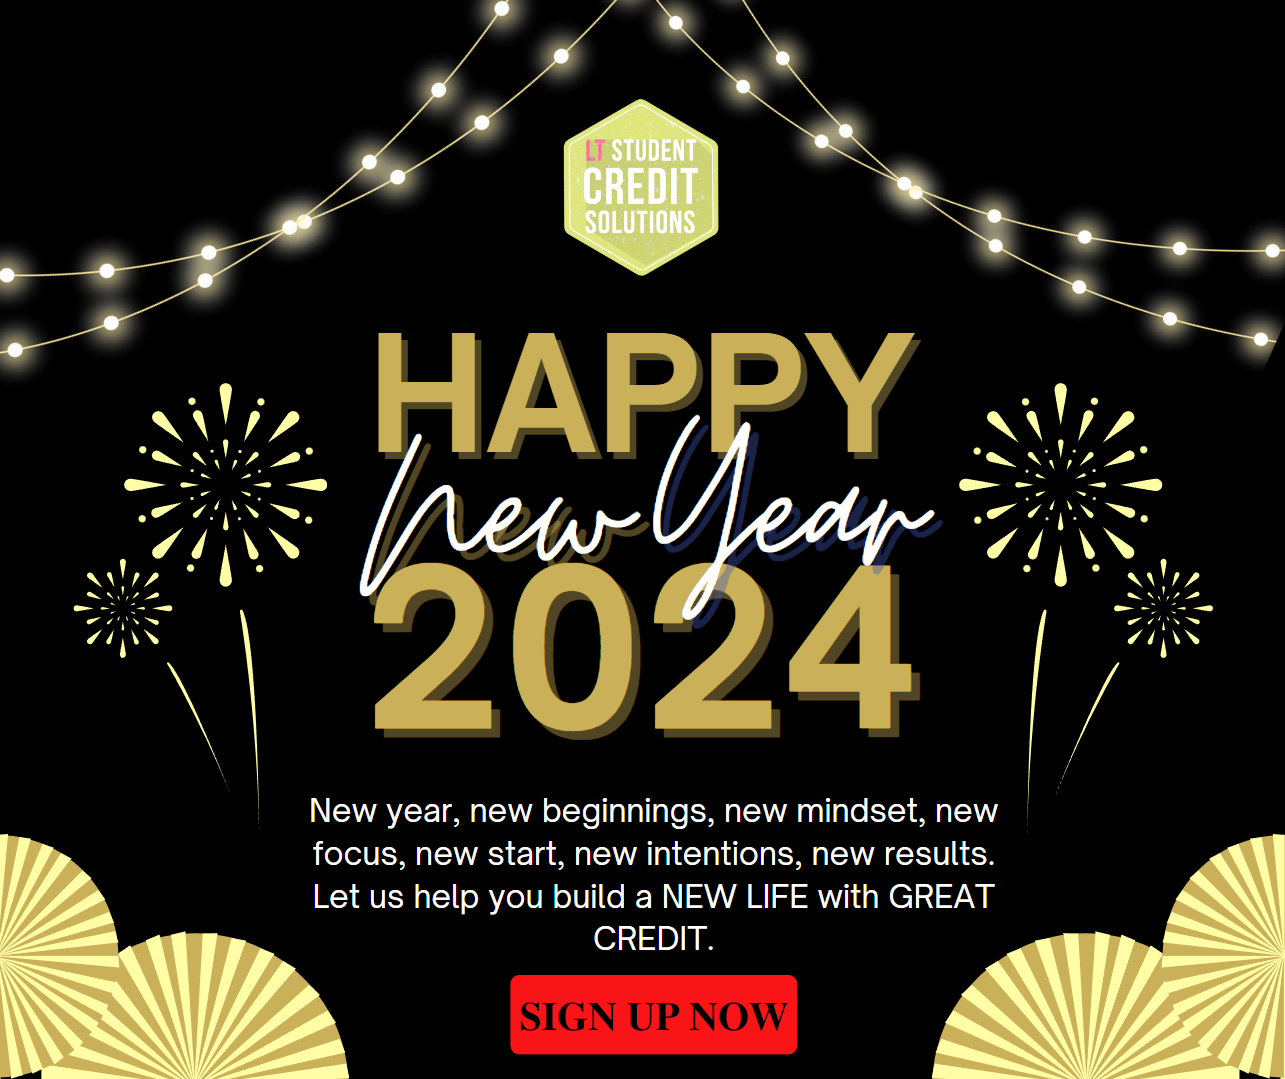 LT STUDENT
CREDIT
SOLUTIONS
HAPPY
New Year
2024
New year, new beginnings, new mindset, new
focus, new start, new intentions, new results.
Let us help you build a NEW LIFE with GREAT
CREDIT.
SIGN UP NOW